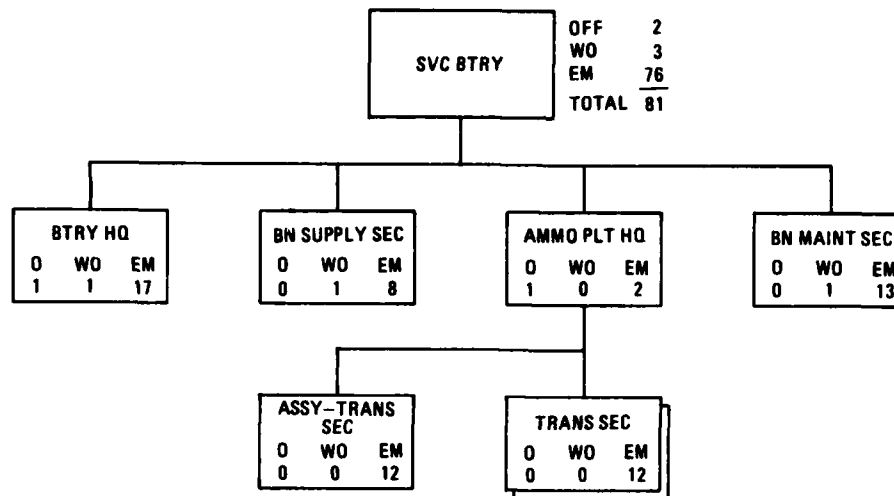 SVC BTRY
OFF 2
WO 3
EM 76
TOTAL 81
BTRY HQ
O WO EM
1 1 17
BN SUPPLY SEC
O WO EM
0 1 8
AMMO PLT HQ
O WO EM
1 0 2
BN MAINT SEC
O WO EM
0 1 13
ASSY-TRANS
SEC
O WO EM
0 0 12
TRANS SEC
O WO EM
0 0 12